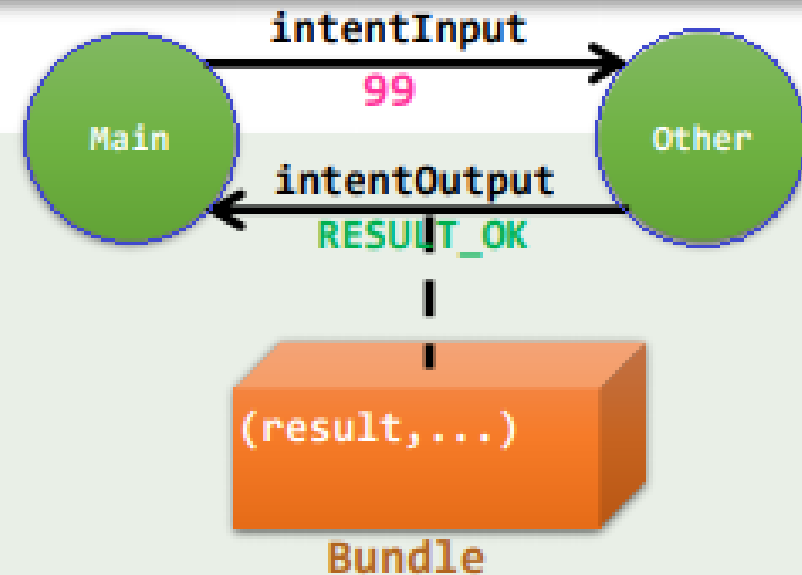 intentInput
99
Main
Other
intentOutput
RESULT_OK
(result,...)
Bundle